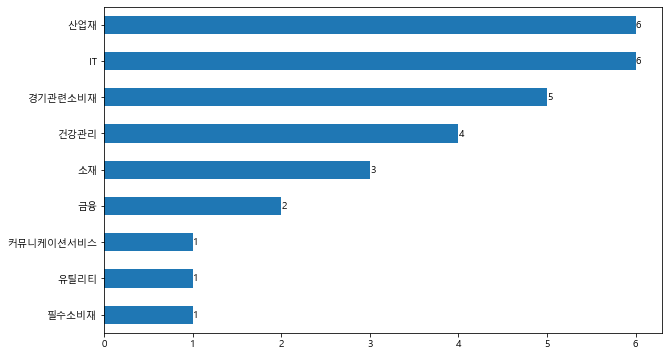 산업재
6
IT
6
경기관련소비재
5
건강관리
4
소재
3
금융
2
커뮤니케이션서비스
1
유틸리티
1
필수소비재
1
0 1 2 3 4 5 6